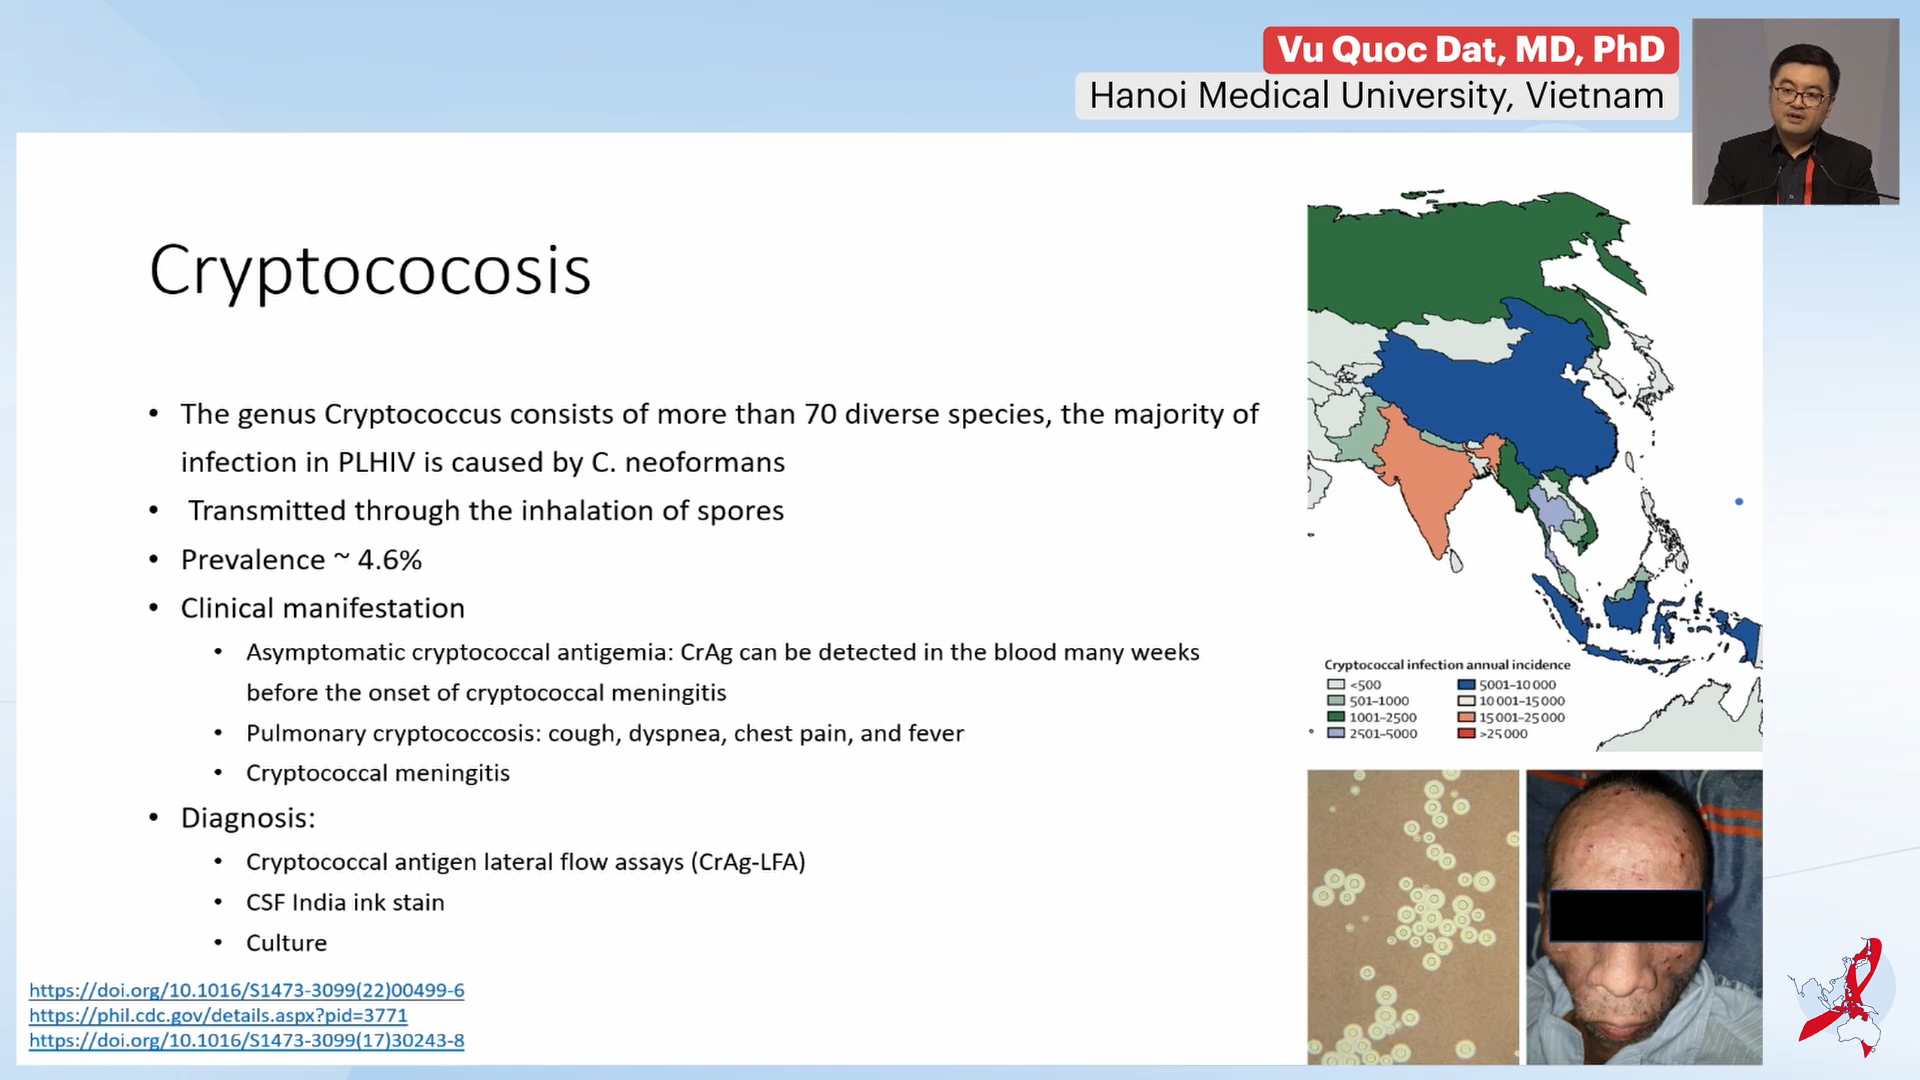 Vu Quoc Dat, MD, PhD
Hanoi Medical University, Vietnam
Cryptococosis
• The genus Cryptococcus consists of more than 70 diverse species, the majority of
infection in PLHIV is caused by C. neoformans
• Transmitted through the inhalation of spores
• Prevalence ~ 4.6%
• Clinical manifestation
• Asymptomatic cryptococcal antigemia: CrAg can be detected in the blood many weeks
before the onset of cryptococcal meningitis
• Pulmonary cryptococcosis: cough, dyspnea, chest pain, and fever
• Cryptococcal meningitis
• Diagnosis:
• Cryptococcal antigen lateral flow assays (CrAg-LFA)
• CSF India ink stain
• Culture
https://doi.org/10.1016/S1473-3099(22)00499-6
https://phil.cdc.gov/details.aspx?pid=3771
https://doi.org/10.1016/S1473-3099(17)30243-8
Cryptococcal infection annual incidence
<500
501–1000
1001–2500
2501–5000
5001–10 000
10 001–15 000
15 001–25 000
>25 000